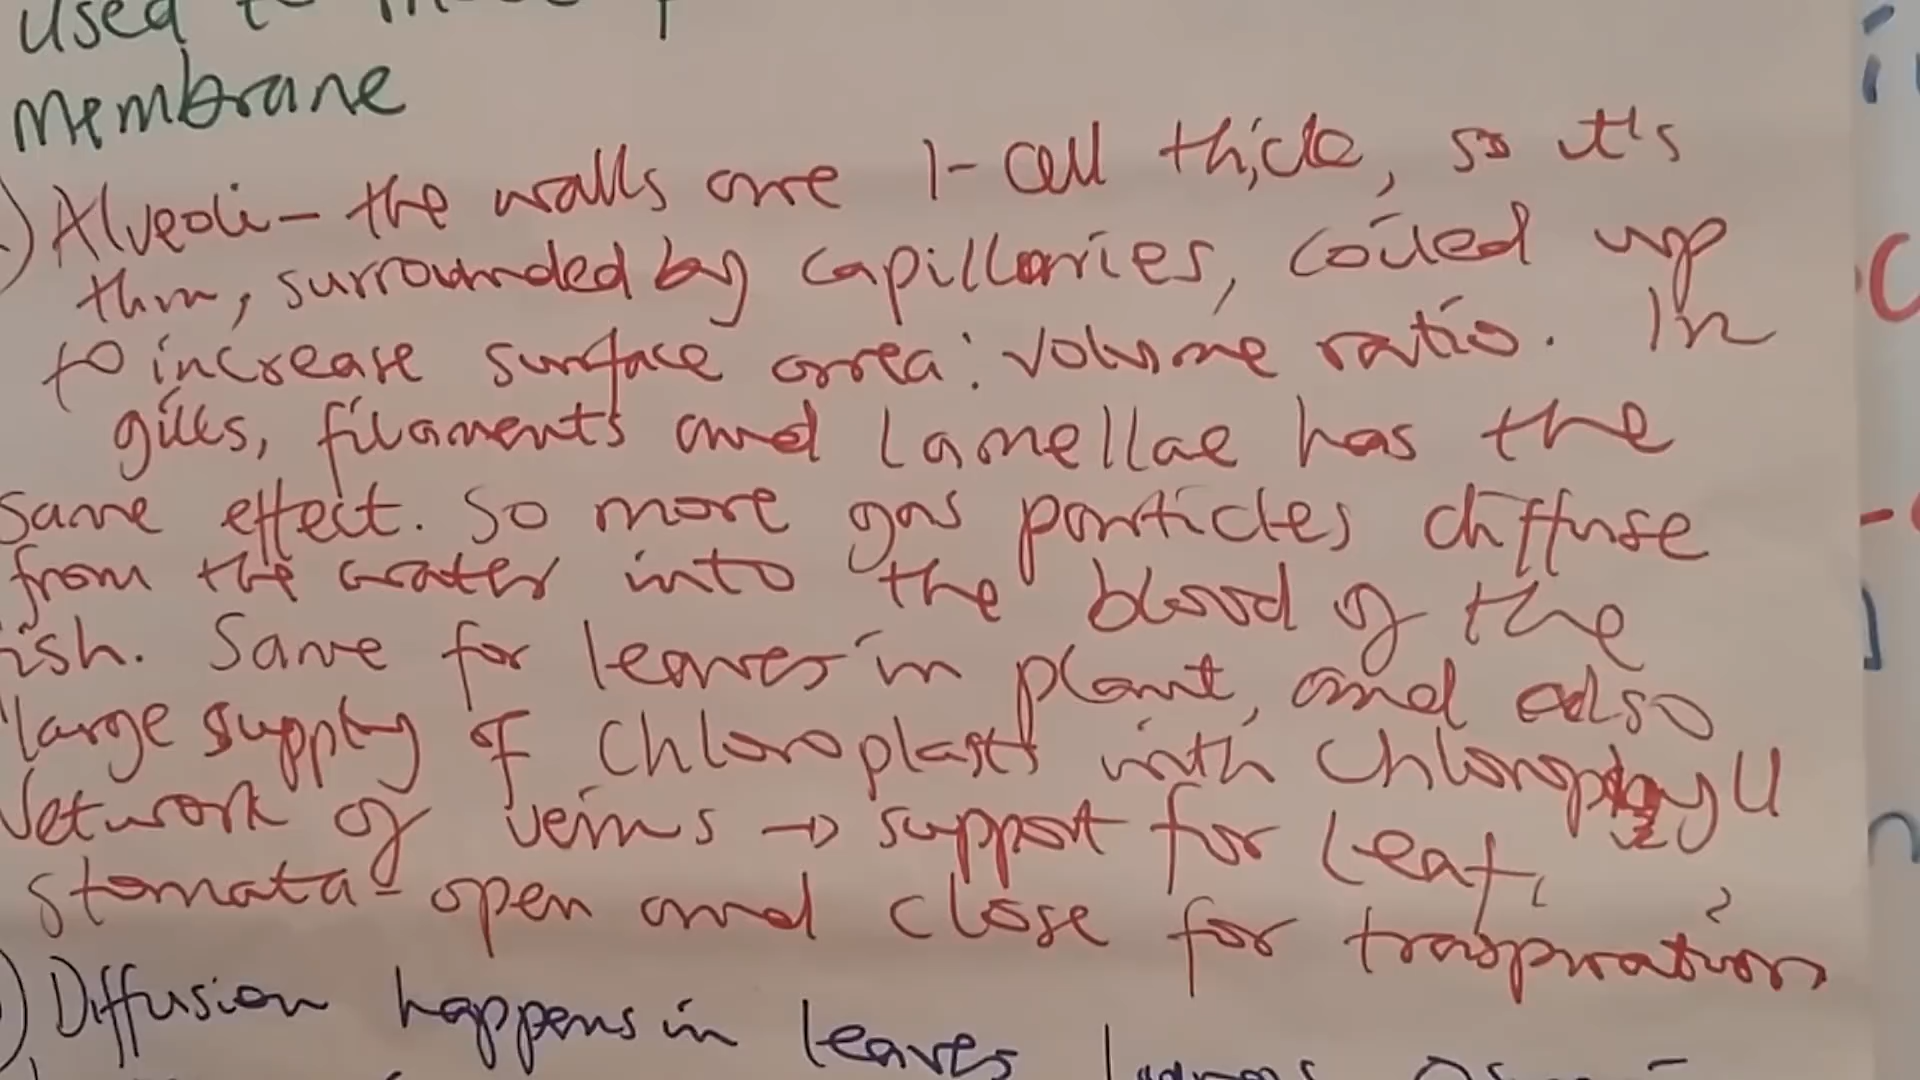 used to
membrane
) Alveoli - the walls are 1-cell thick, so it's
thin, surrounded by capillaries, coiled up
to increase surface area : volume ratio. In
gills, filaments and lamellae has the
same effect. So more gas particles diffuse
from the water into the blood of the
ish. Same for leaves in plant, and also
large supply of chloroplasts with chlorophyll
Network of veins → support for leaf,
stomata - open and close for traspiration
) Diffusion happens in leaves